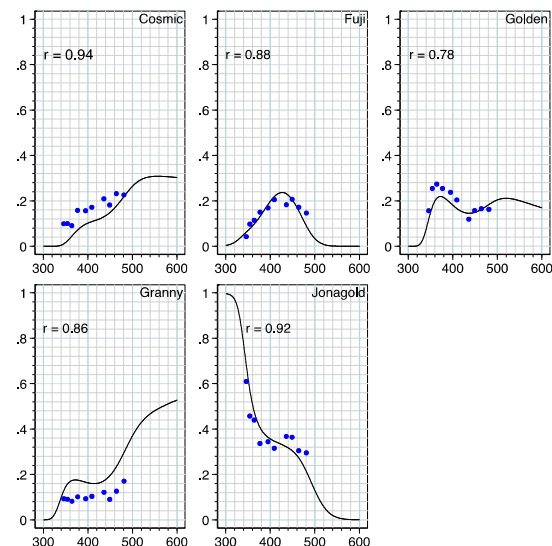 Cosmic
r = 0.94
1
.8
.6
.4
.2
0
300 400 500 600
Fuji
r = 0.88
1
.8
.6
.4
.2
0
300 400 500 600
Golden
r = 0.78
1
.8
.6
.4
.2
0
300 400 500 600
Granny
r = 0.86
1
.8
.6
.4
.2
0
300 400 500 600
Jonagold
r = 0.92
1
.8
.6
.4
.2
0
300 400 500 600